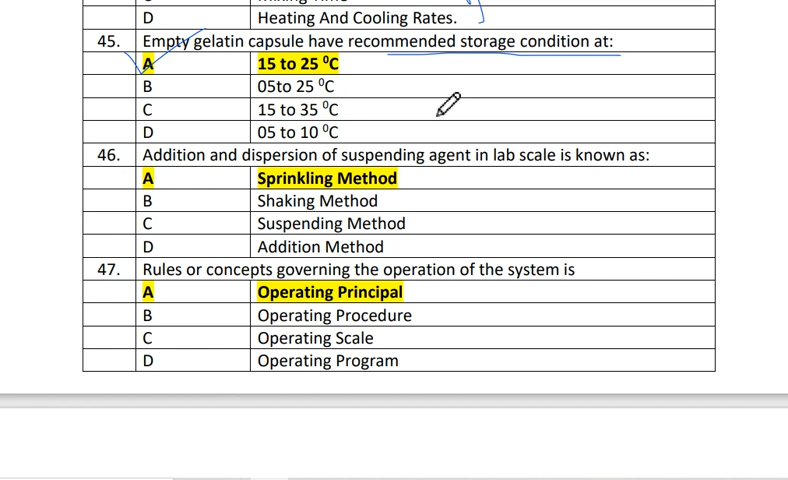 D Heating And Cooling Rates.
45. Empty gelatin capsule have recommended storage condition at:
A 15 to 25 ⁰C
B 05to 25 ⁰C
C 15 to 35 ⁰C
D 05 to 10 ⁰C
46. Addition and dispersion of suspending agent in lab scale is known as:
A Sprinkling Method
B Shaking Method
C Suspending Method
D Addition Method
47. Rules or concepts governing the operation of the system is
A Operating Principal
B Operating Procedure
C Operating Scale
D Operating Program